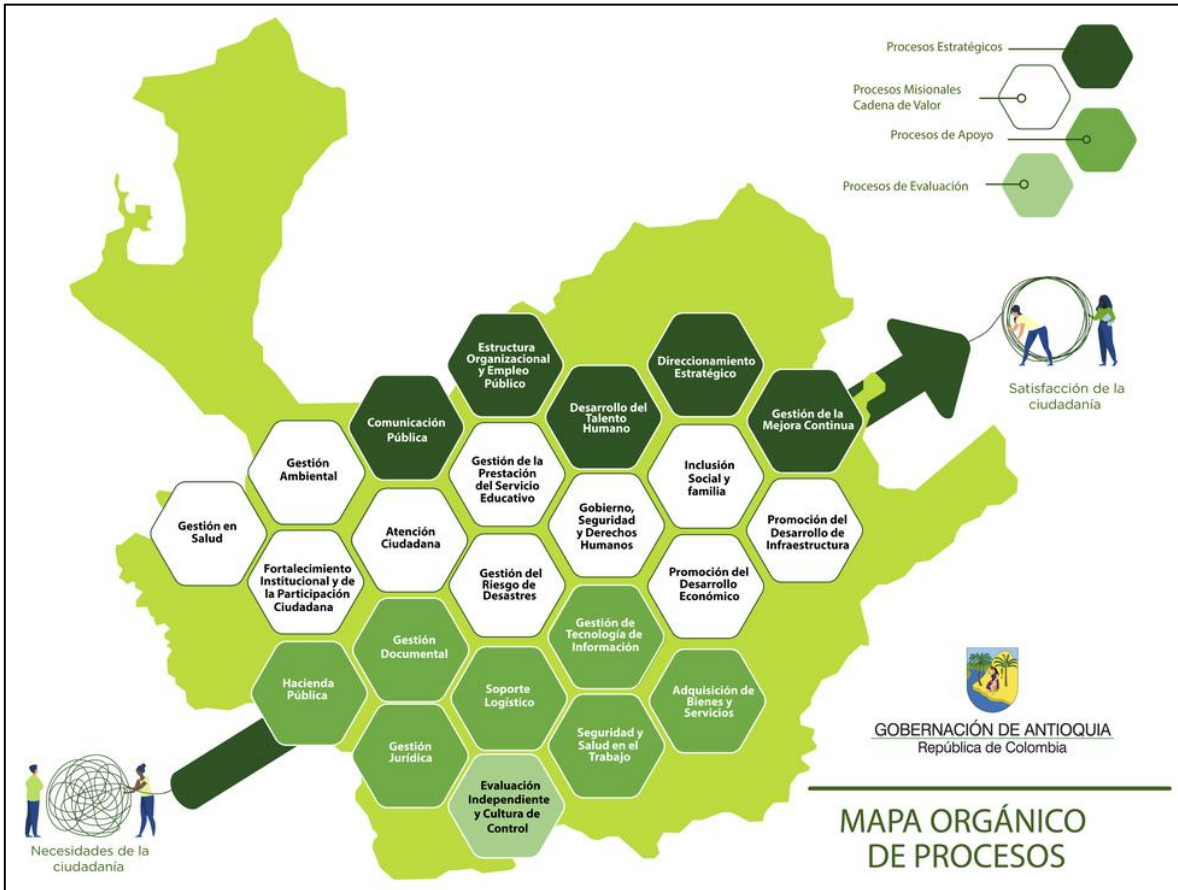 Procesos Estratégicos
Procesos Misionales
Cadena de Valor
Procesos de Apoyo
Procesos de Evaluación
Estructura
Organizacional
y Empleo
Público
Direccionamiento
Estratégico
Comunicación
Pública
Desarrollo del
Talento
Humano
Gestión de la
Mejora Continua
Satisfacción de la
ciudadanía
Gestión
Ambiental
Gestión de la
Prestación
del Servicio
Educativo
Inclusión
Social y
familia
Gestión en
Salud
Atención
Ciudadana
Gobierno,
Seguridad
y Derechos
Humanos
Promoción del
Desarrollo de
Infraestructura
Fortalecimiento
Institucional y de
la Participación
Ciudadana
Gestión del
Riesgo de
Desastres
Promoción del
Desarrollo
Económico
Gestión
Documental
Gestión de
Tecnología de
Información
Hacienda
Pública
Soporte
Logístico
Adquisición de
Bienes y
Servicios
Gestión
Jurídica
Seguridad y
Salud en el
Trabajo
Evaluación
Independiente
y Cultura de
Control
Necesidades de la
ciudadanía
GOBERNACIÓN DE ANTIOQUIA
República de Colombia
MAPA ORGÁNICO
DE PROCESOS